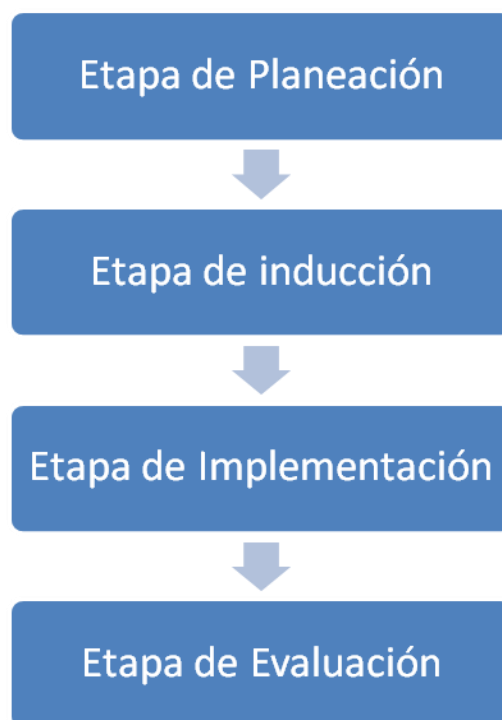 Etapa de Planeación
Etapa de inducción
Etapa de Implementación
Etapa de Evaluación